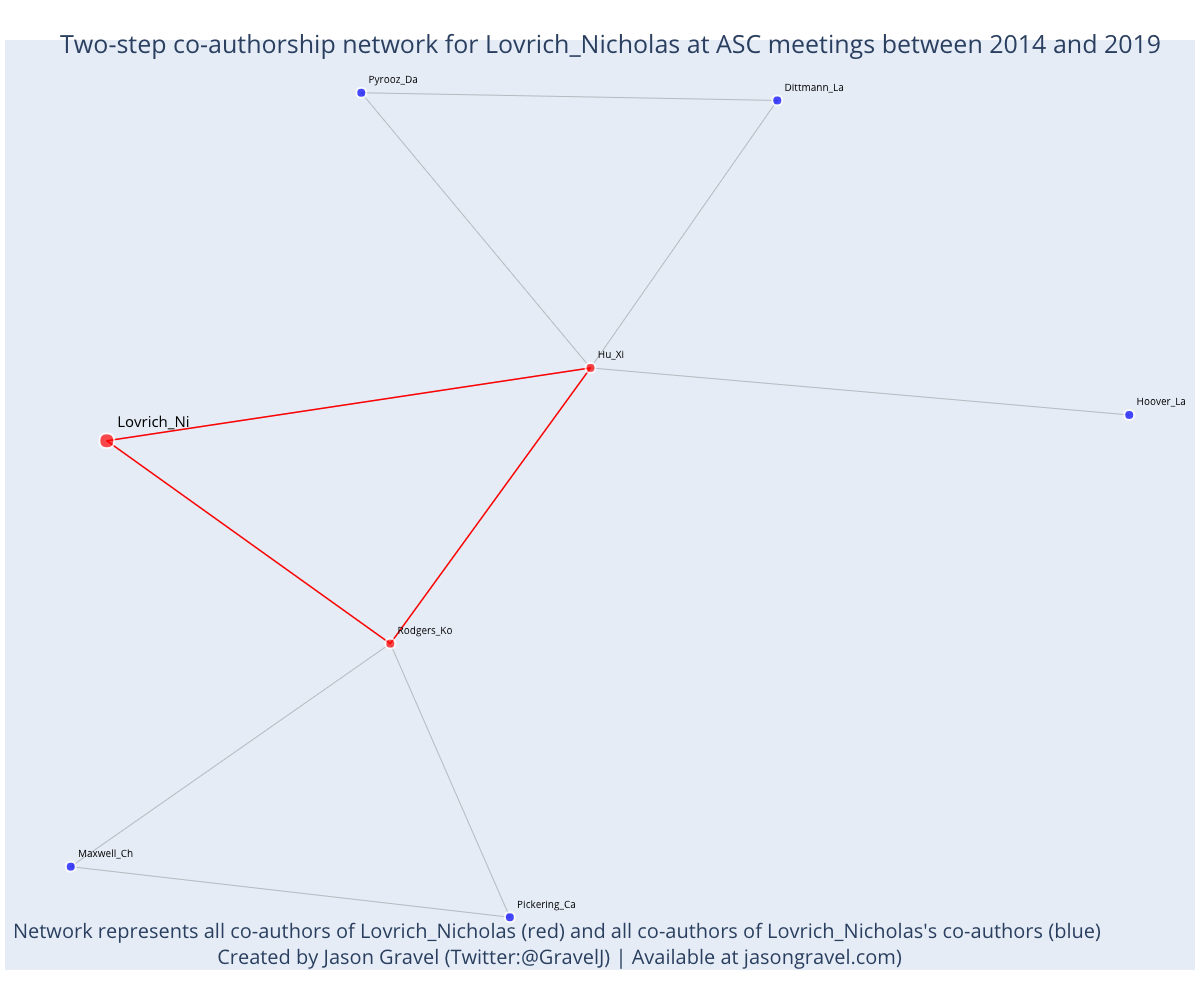 Two-step co-authorship network for Lovrich_Nicholas at ASC meetings between 2014 and 2019
Pyrooz_Da
Dittmann_La
Hu_Xi
Hoover_La
Lovrich_Ni
Rodgers_Ko
Maxwell_Ch
Pickering_Ca
Network represents all co-authors of Lovrich_Nicholas (red) and all co-authors of Lovrich_Nicholas's co-authors (blue)
Created by Jason Gravel (Twitter:@GravelJ) | Available at jasongravel.com)